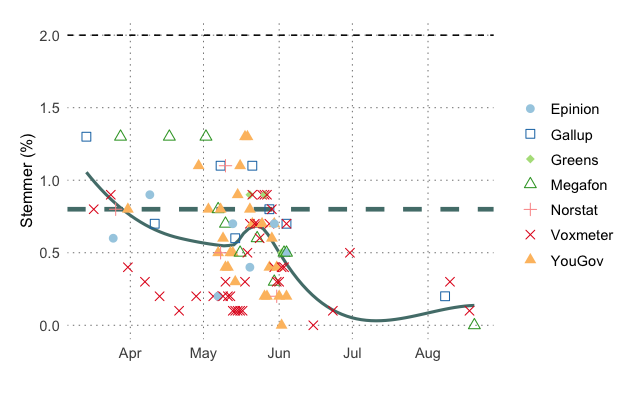 Stemmer (%)
2.0
1.5
1.0
0.5
0.0
Apr May Jun Jul Aug
Epinion
Gallup
Greens
Megafon
Norstat
Voxmeter
YouGov